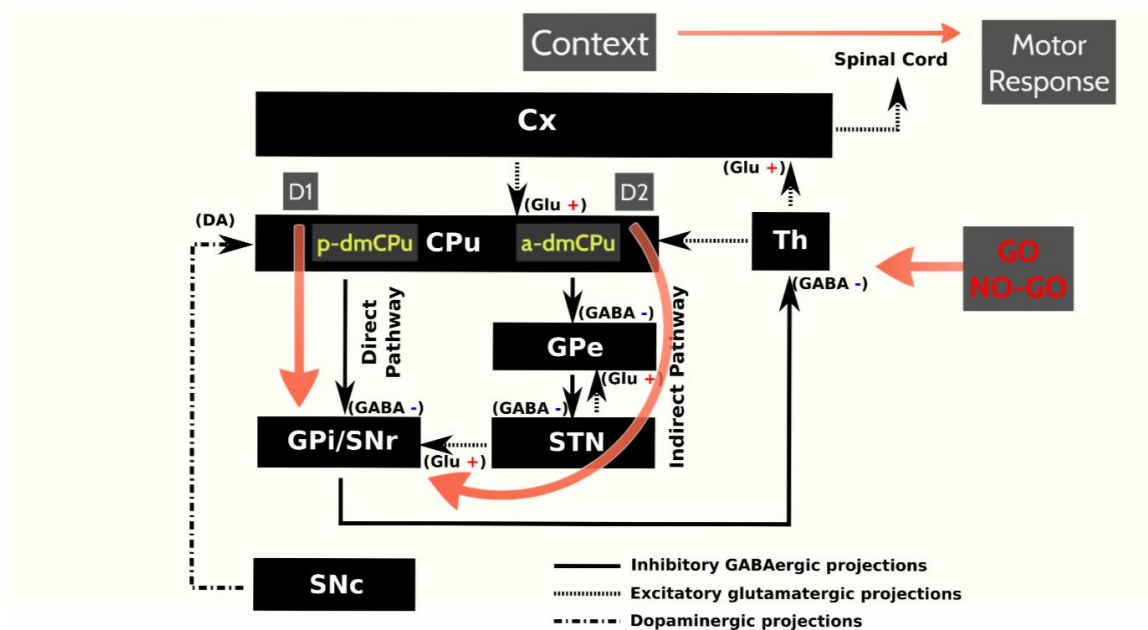 Context
Motor
Response
Spinal Cord
Cx
(Glu +)
D1
(Glu +)
D2
(DA)
p-dmCPu
CPu
a-dmCPu
Th
GO
NO-GO
(GABA -)
(GABA -)
Direct
Pathway
GPe
Indirect Pathway
(Glu +)
(GABA -)
(GABA -)
GPi/SNr
STN
(Glu +)
SNc
Inhibitory GABAergic projections
Excitatory glutamatergic projections
Dopaminergic projections